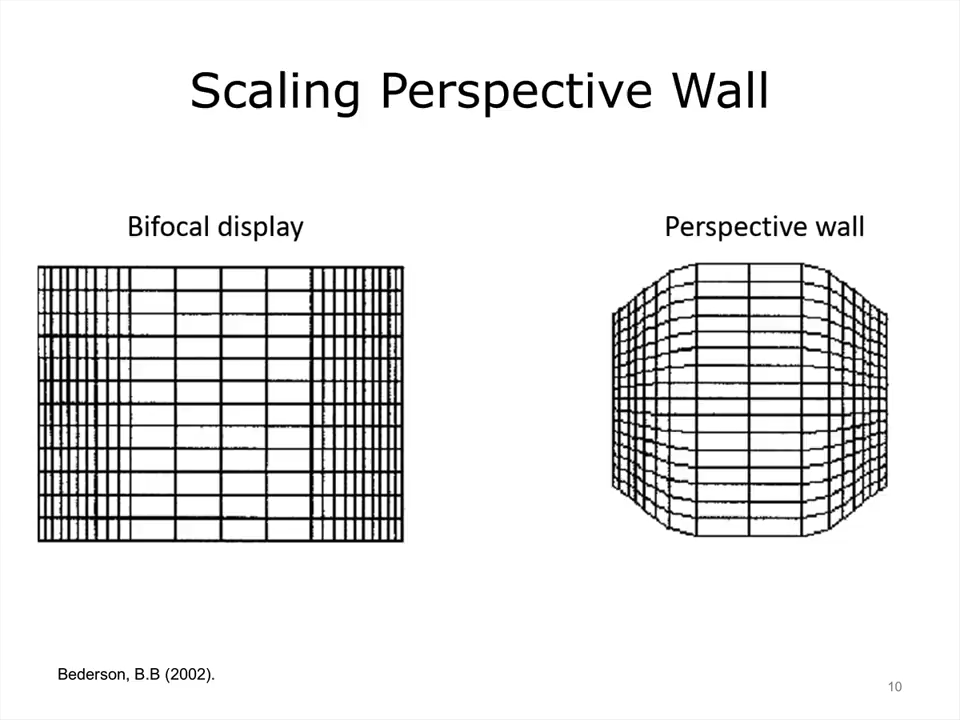 Scaling Perspective Wall
Bifocal display
Perspective wall
Bederson, B.B (2002).
10